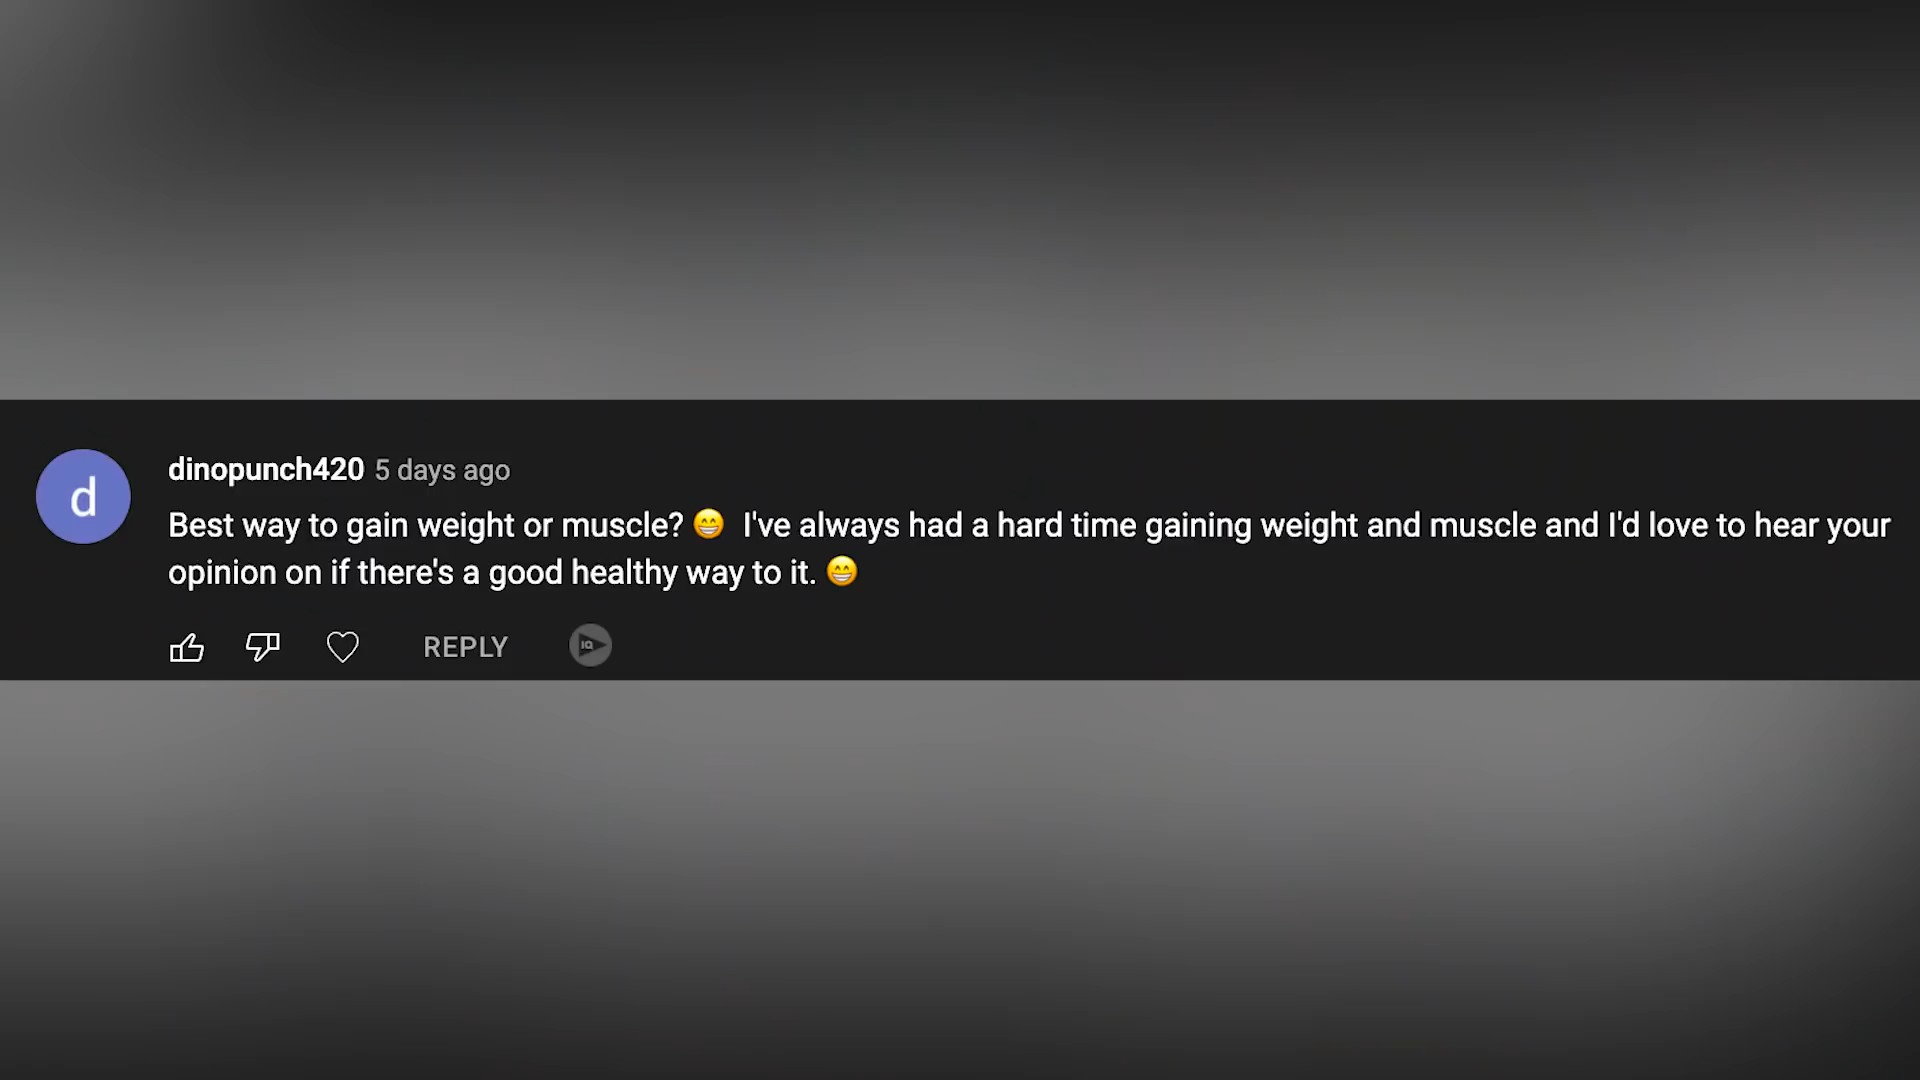 d
dinopunch420 5 days ago
Best way to gain weight or muscle? 😁 I've always had a hard time gaining weight and muscle and I'd love to hear your
opinion on if there's a good healthy way to it. 😁
REPLY
IQ